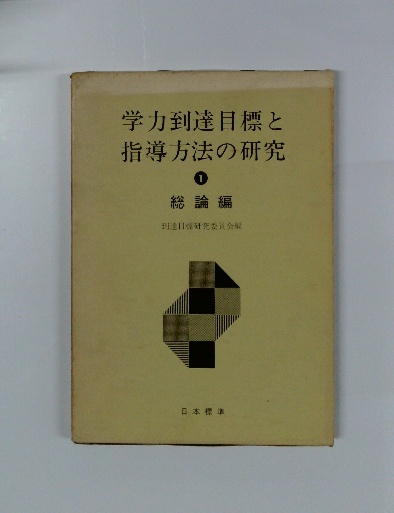 学力到達目標と
指導方法の研究
1
総論編
到達目標研究委員会編
日本標準